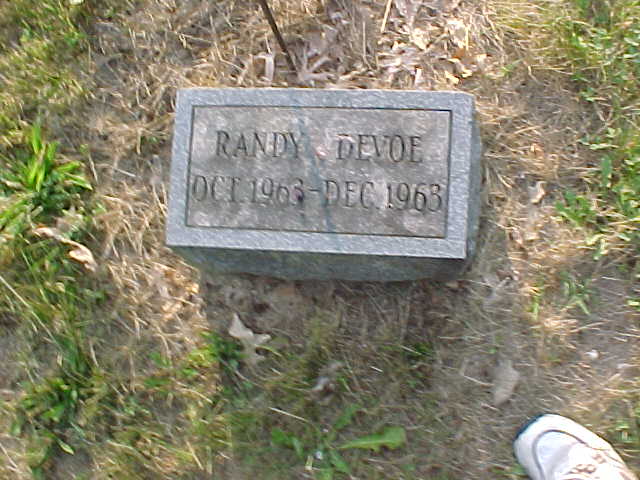 RANDY DEVOE
OCT. 1963 - DEC. 1963